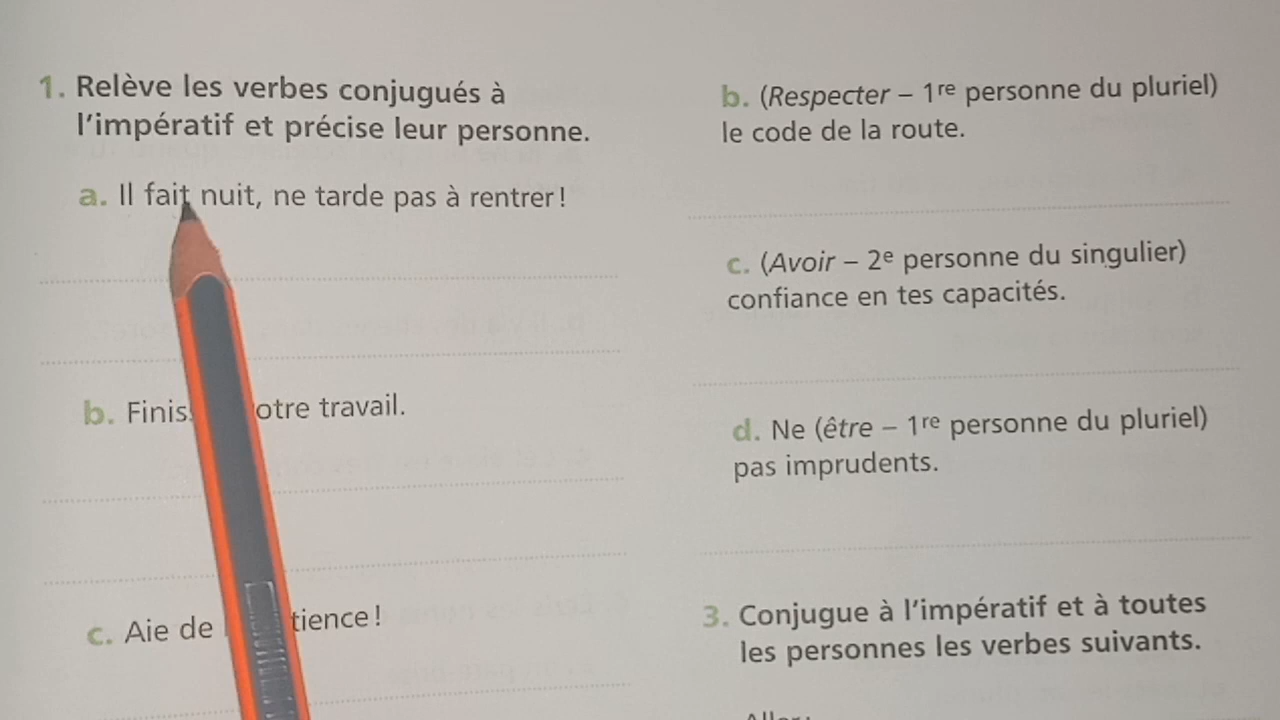 1. Relève les verbes conjugués à
l'impératif et précise leur personne.
a. Il fait nuit, ne tarde pas à rentrer !
b. travail.
c. Aie de
b. (Respecter – 1re personne du pluriel)
le code de la route.
c. (Avoir – 2e personne du singulier)
confiance en tes capacités.
d. Ne (être – 1re personne du pluriel)
pas imprudents.
3. Conjugue à l'impératif et à toutes
les personnes les verbes suivants.